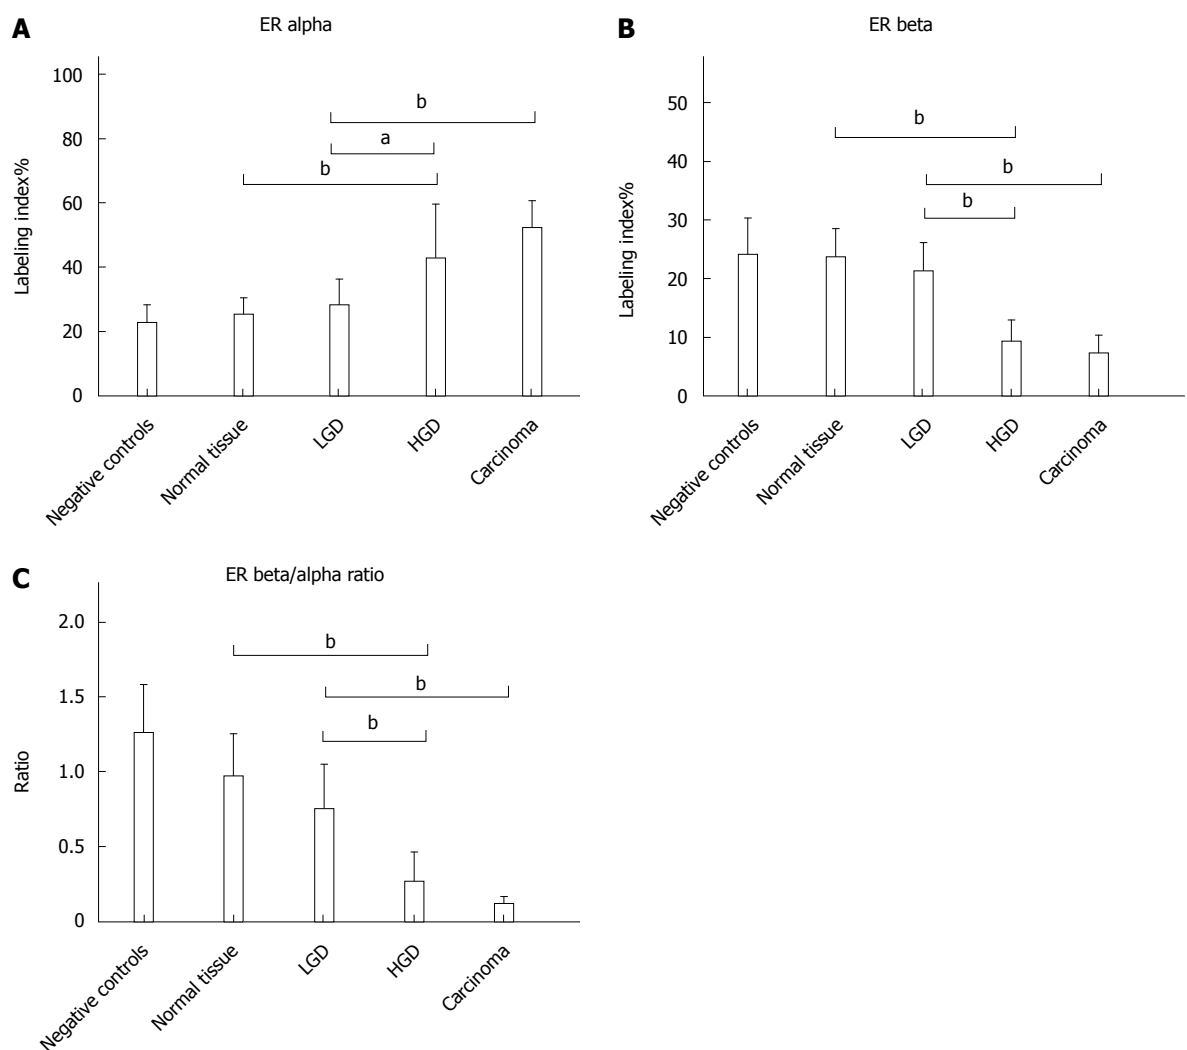 A
ER alpha
100
80
60
40
20
0
Labeling index%
b
a
b
Negative controls
Normal tissue
LGD
HGD
Carcinoma
B
ER beta
50
40
30
20
10
0
Labeling index%
b
b
b
Negative controls
Normal tissue
LGD
HGD
Carcinoma
C
ER beta/alpha ratio
2.0
1.5
1.0
0.5
0
Ratio
b
b
b
Negative controls
Normal tissue
LGD
HGD
Carcinoma